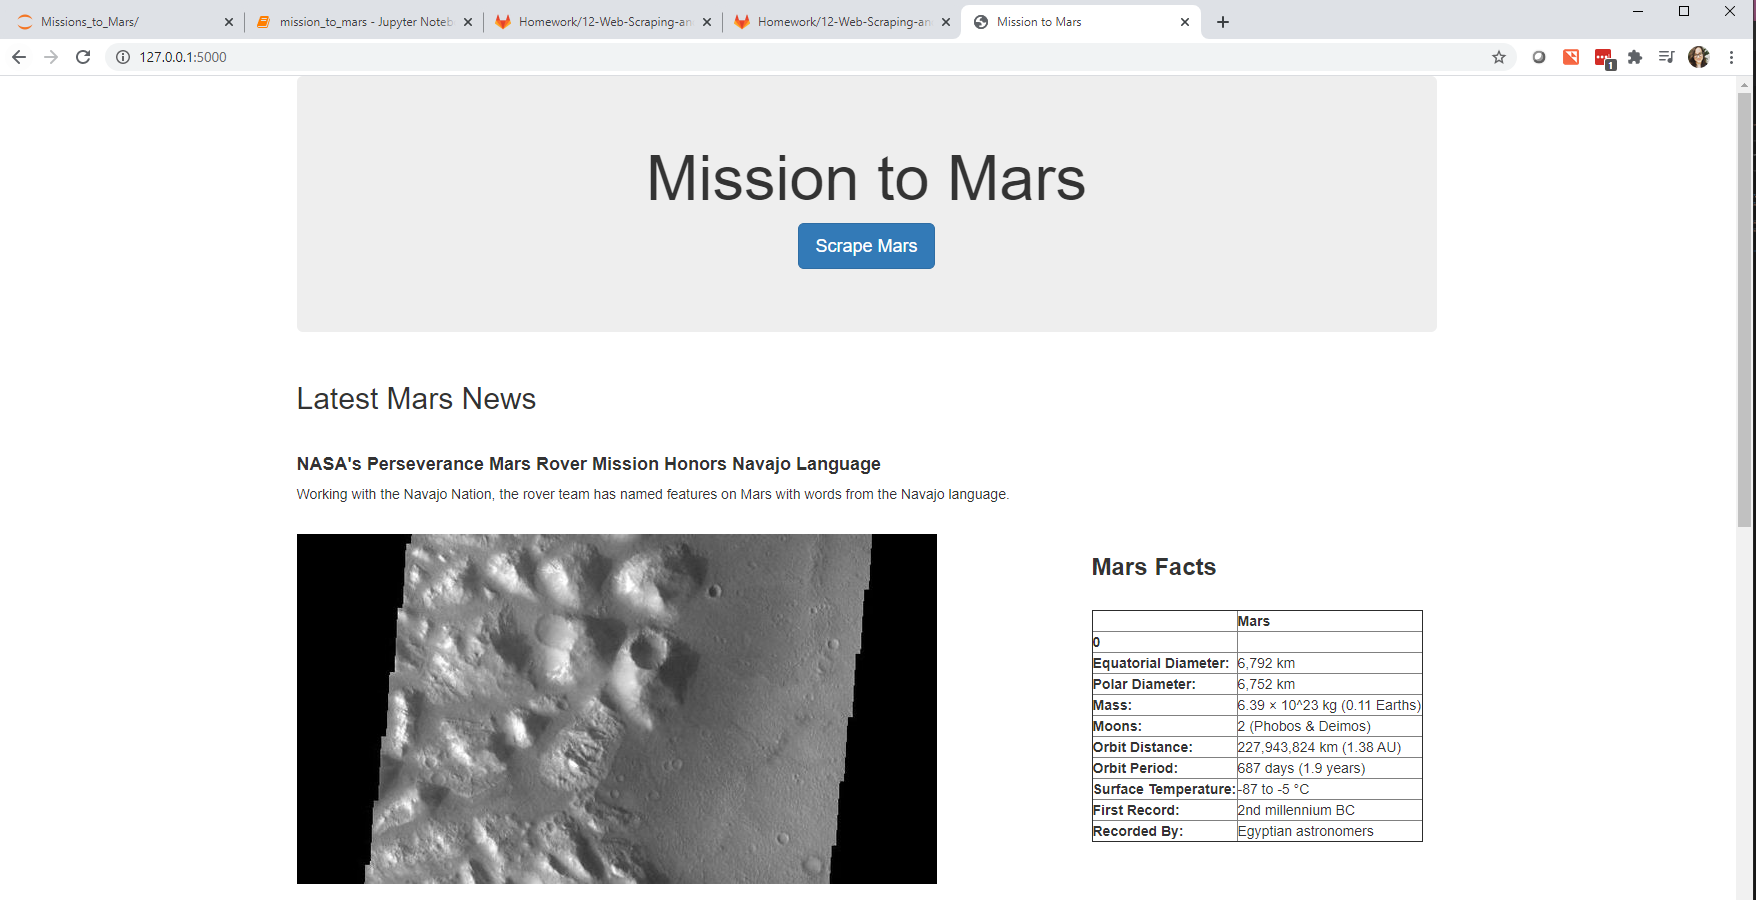 Missions_to_Mars/
mission_to_mars - Jupyter Noteb
Homework/12-Web-Scraping-an
Homework/12-Web-Scraping-an
Mission to Mars
127.0.0.1:5000
1
Mission to Mars
Scrape Mars
Latest Mars News
NASA's Perseverance Mars Rover Mission Honors Navajo Language
Working with the Navajo Nation, the rover team has named features on Mars with words from the Navajo language.
Mars Facts
Mars
0
Equatorial Diameter: 6,792 km
Polar Diameter: 6,752 km
Mass: 6.39 × 10^23 kg (0.11 Earths)
Moons: 2 (Phobos & Deimos)
Orbit Distance: 227,943,824 km (1.38 AU)
Orbit Period: 687 days (1.9 years)
Surface Temperature: -87 to -5 °C
First Record: 2nd millennium BC
Recorded By: Egyptian astronomers